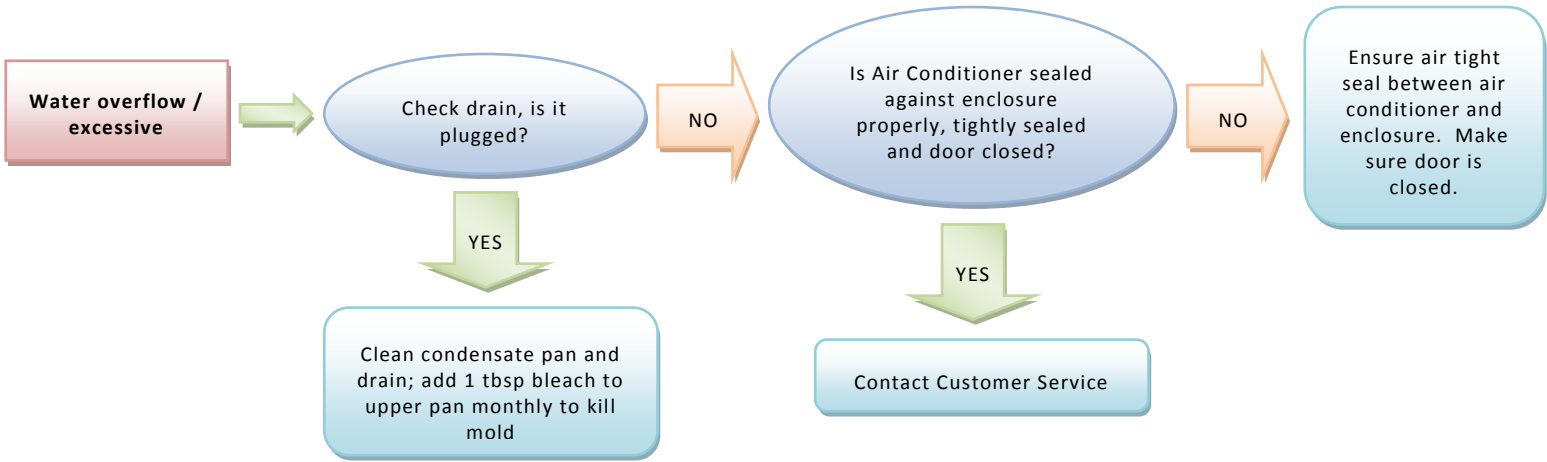 Water overflow /
excessive
Check drain, is it
plugged?
NO
Is Air Conditioner sealed
against enclosure
properly, tightly sealed
and door closed?
NO
Ensure air tight
seal between air
conditioner and
enclosure.  Make
sure door is
closed.
YES
Clean condensate pan and
drain; add 1 tbsp bleach to
upper pan monthly to kill
mold
YES
Contact Customer Service